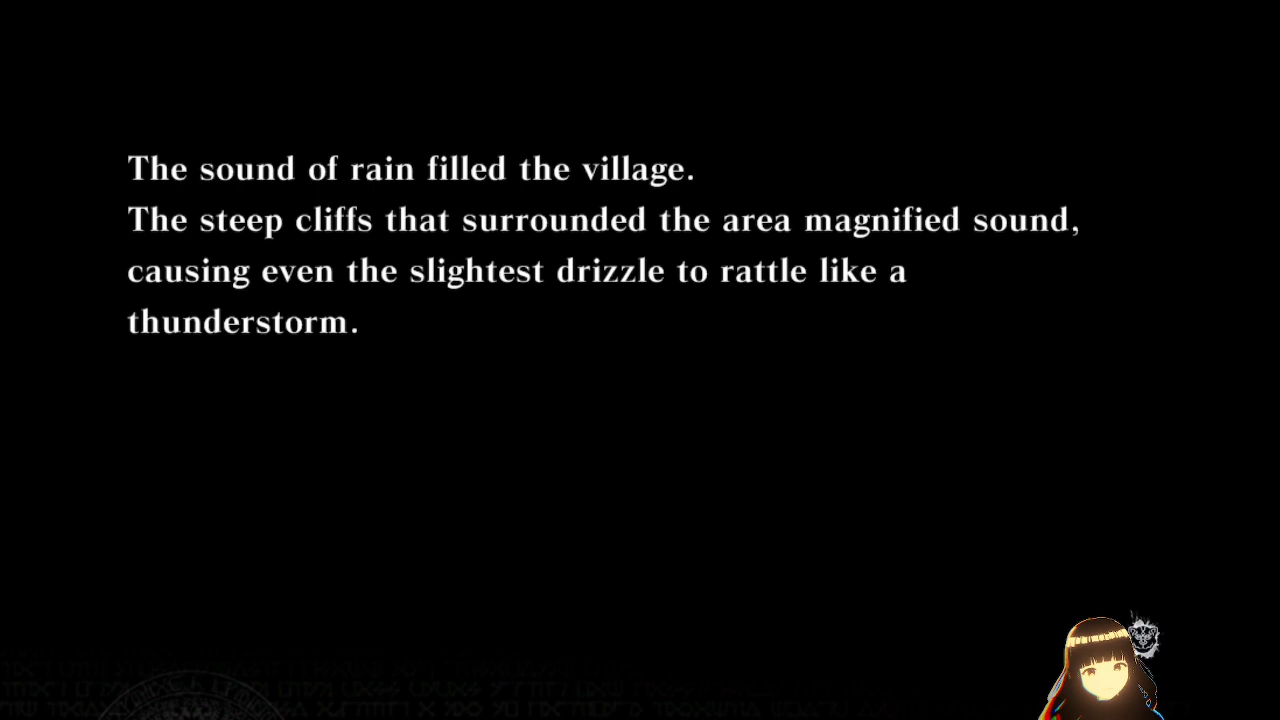 The sound of rain filled the village.
The steep cliffs that surrounded the area magnified sound,
causing even the slightest drizzle to rattle like a
thunderstorm.